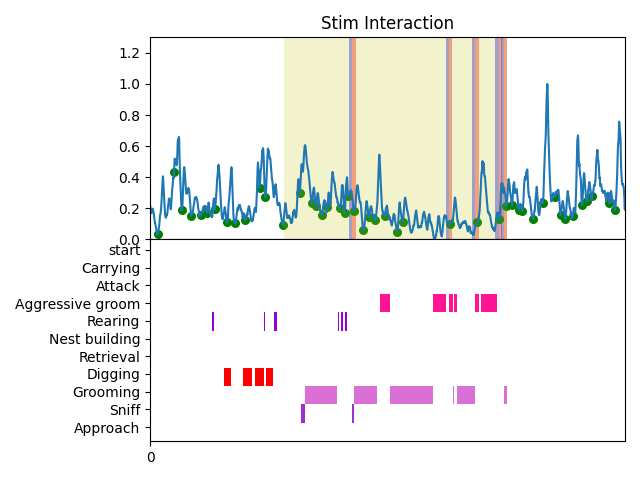 Stim Interaction
1.2
1.0
0.8
0.6
0.4
0.2
0.0
start
Carrying
Attack
Aggressive groom
Rearing
Nest building
Retrieval
Digging
Grooming
Sniff
Approach
0